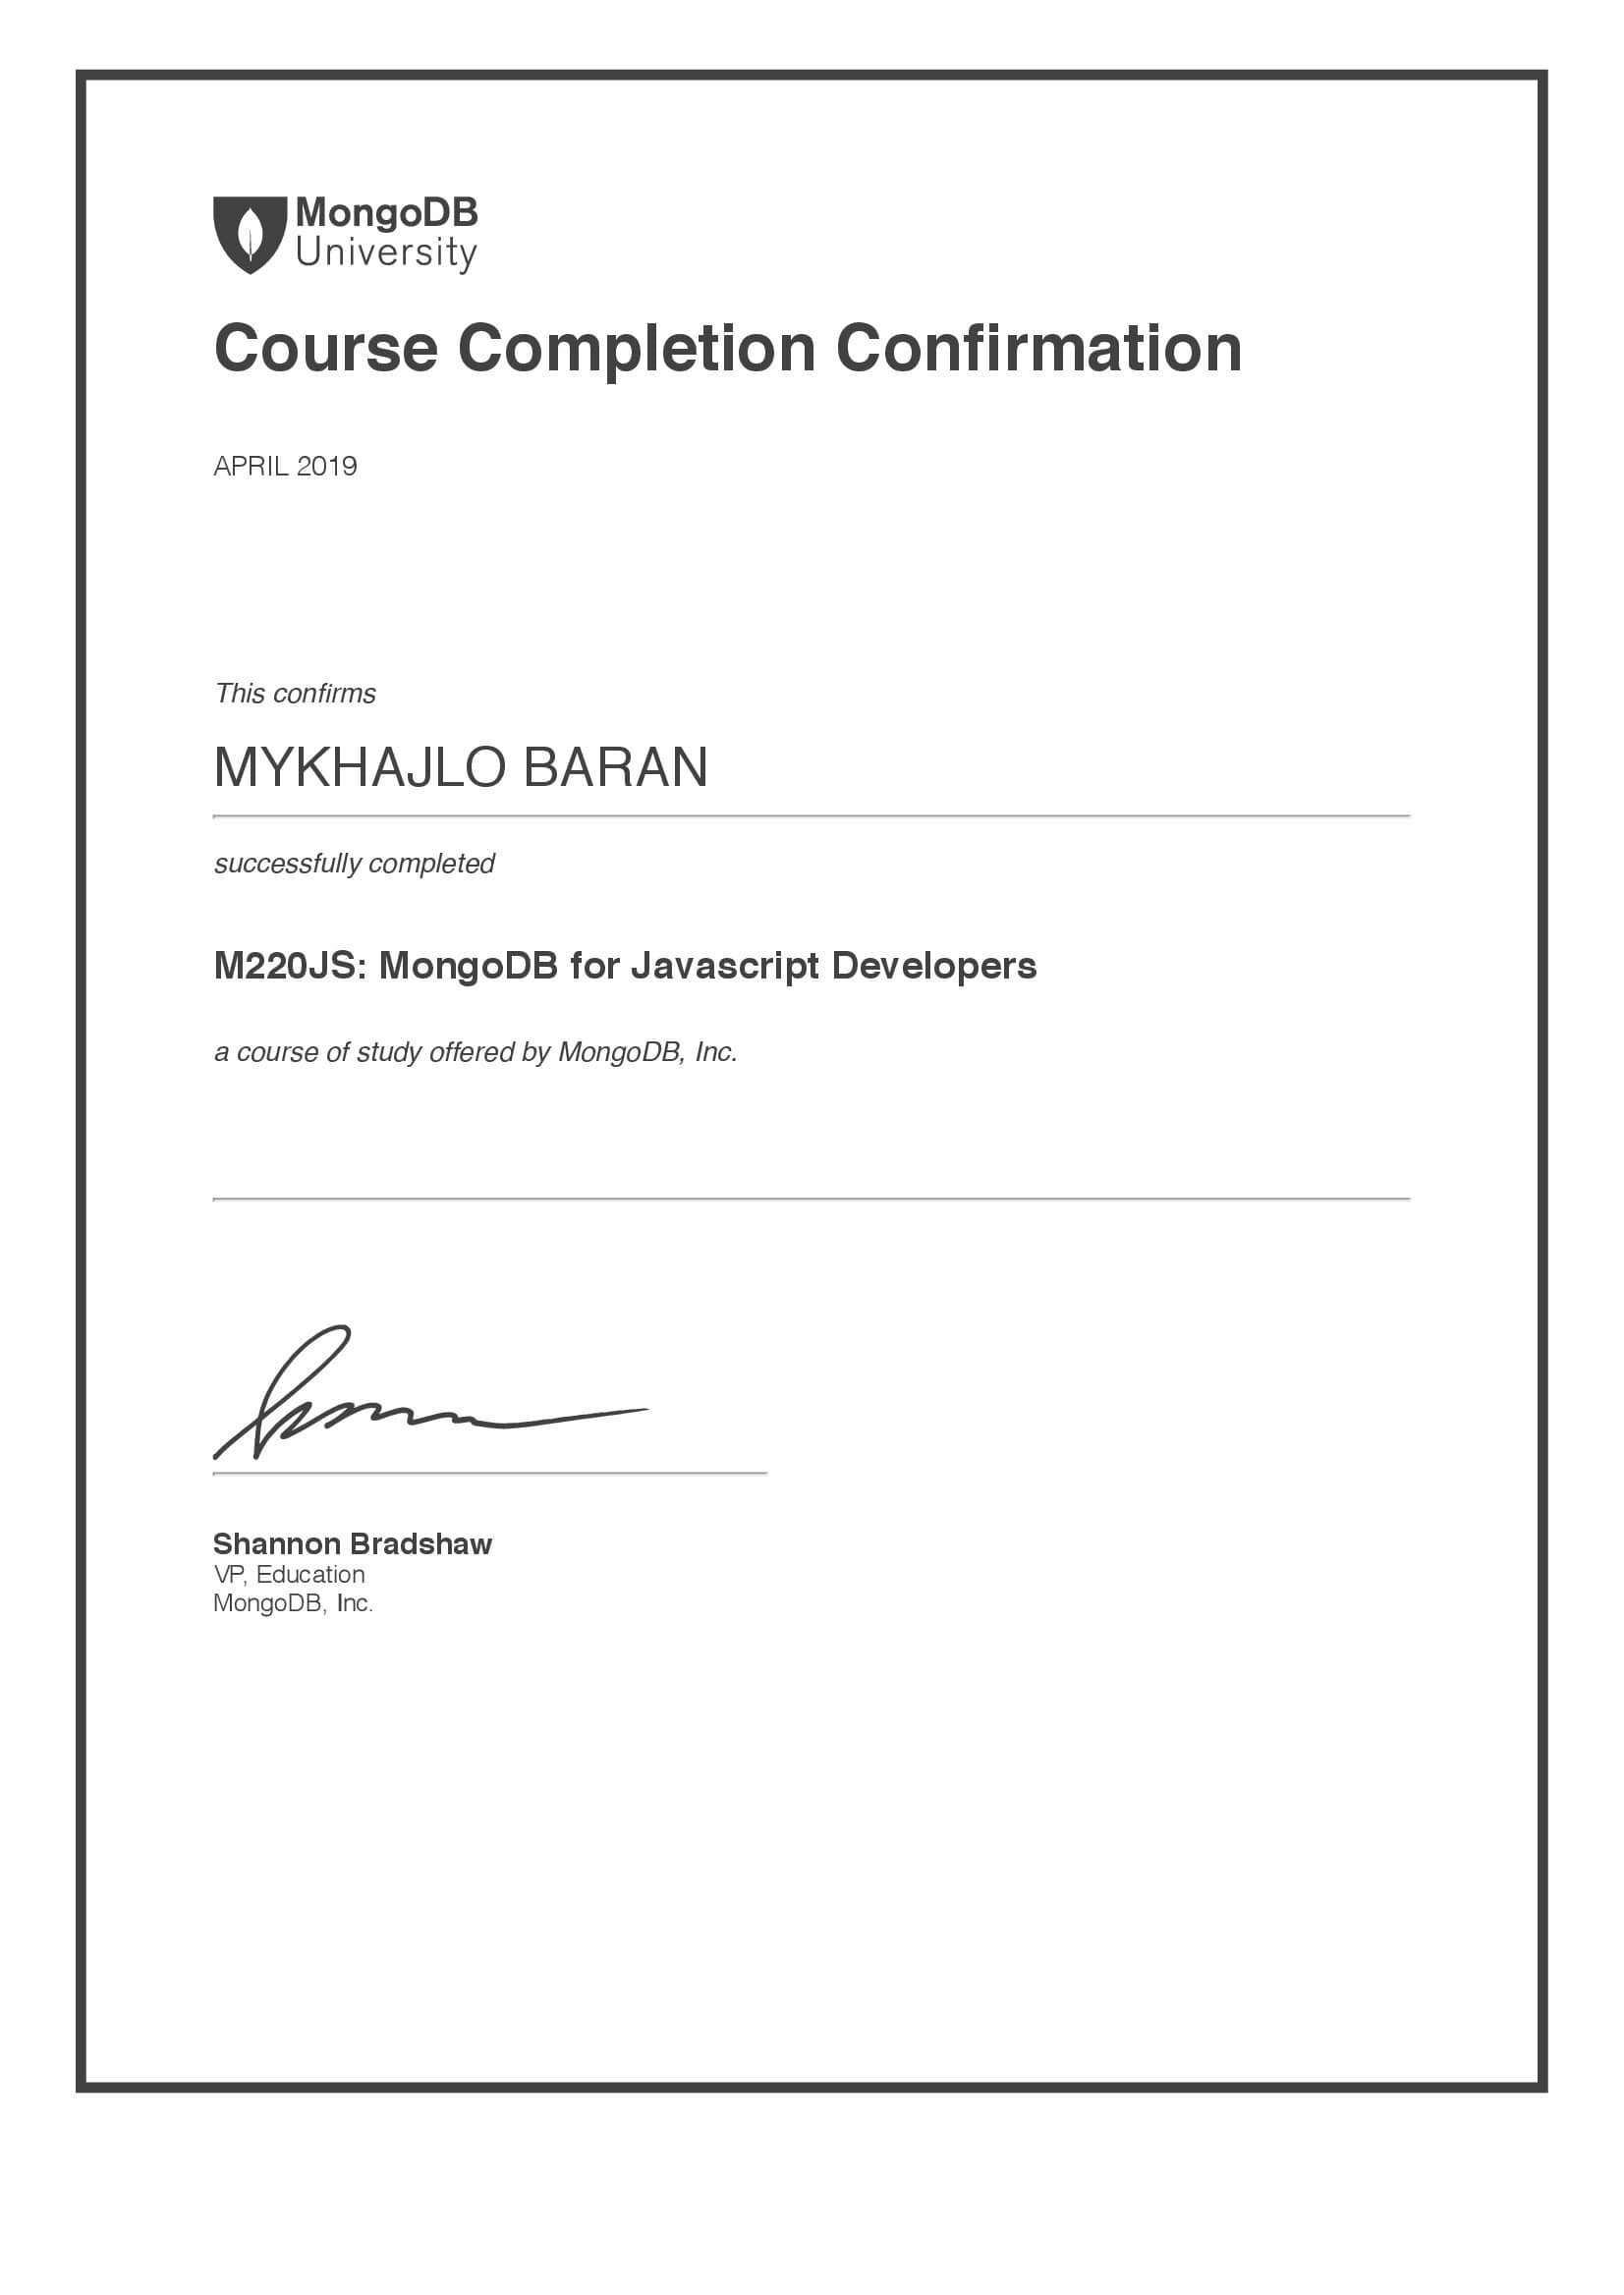 MongoDB
University
Course Completion Confirmation
APRIL 2019
This confirms
MYKHAJLO BARAN
successfully completed
M220JS: MongoDB for Javascript Developers
a course of study offered by MongoDB, Inc.
Shannon Bradshaw
VP, Education
MongoDB, Inc.